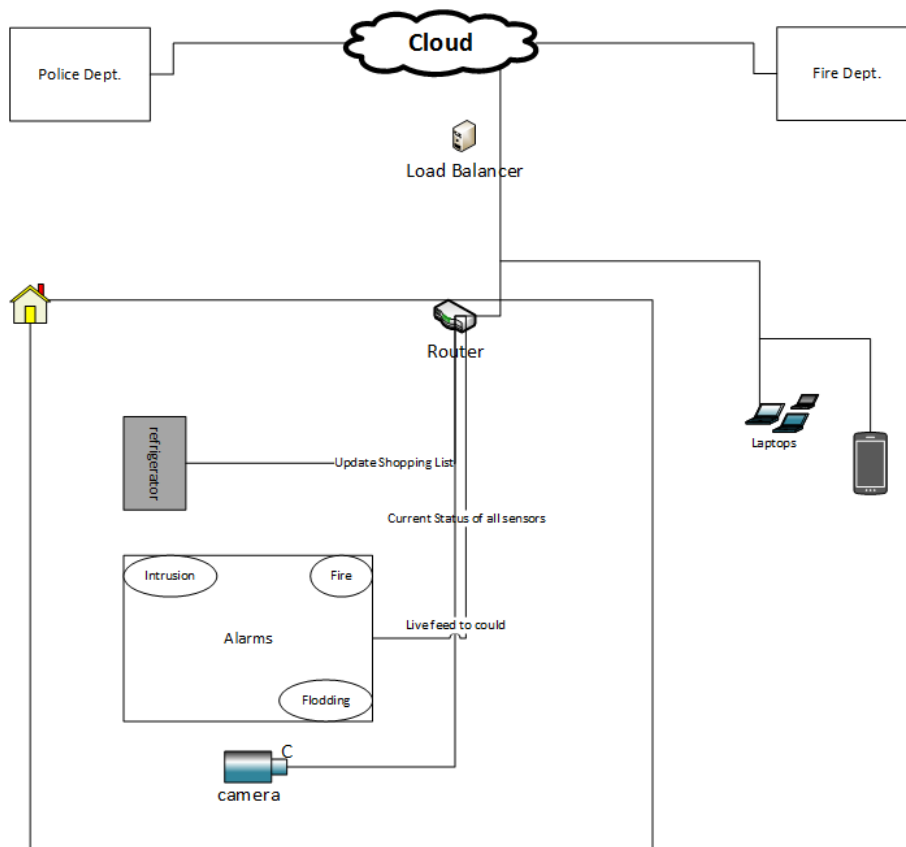 Cloud
Police Dept.
Fire Dept.
Load Balancer
Router
refrigerator
Update Shopping List
Laptops
Current Status of all sensors
Intrusion
Fire
Live feed to could
Alarms
Flodding
C
camera